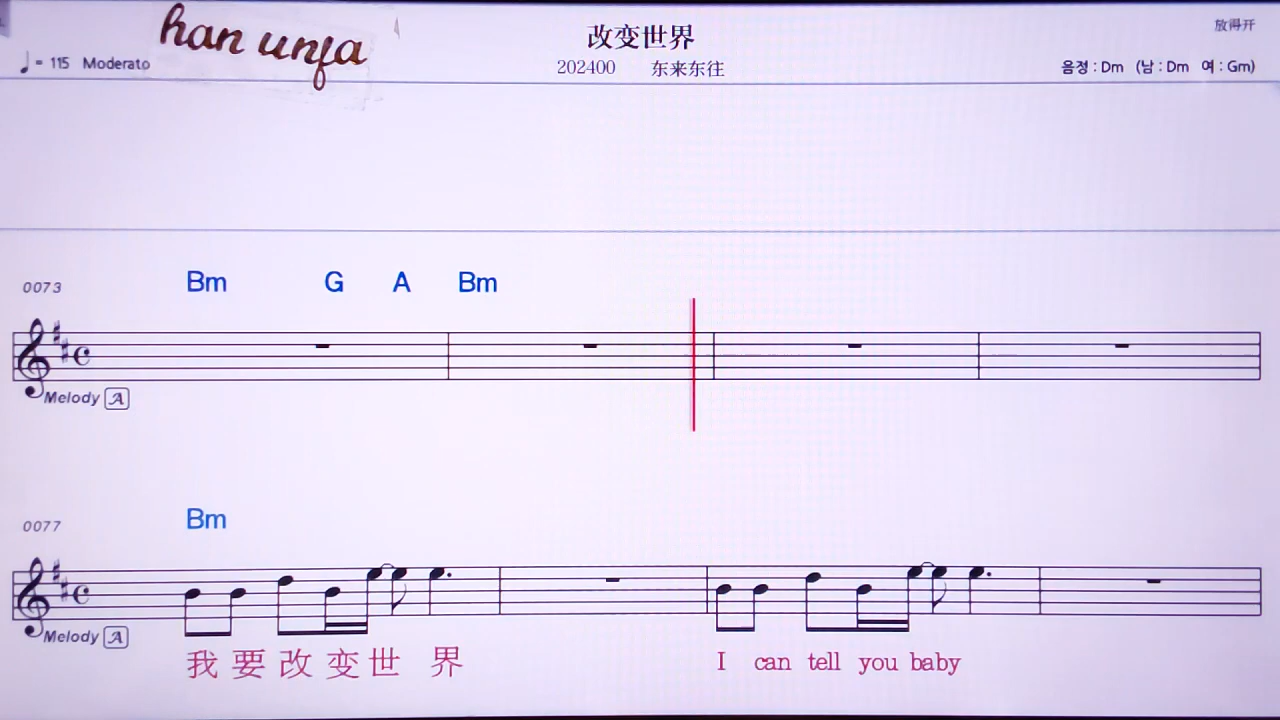 han unfa
改变世界
放得开
♩= 115 Moderato
202400 东来东往
음정 : Dm (남 : Dm 여 : Gm)
Bm G A Bm
0073
Melody A
Bm
0077
Melody A
我 要 改 变 世 界 I can tell you baby